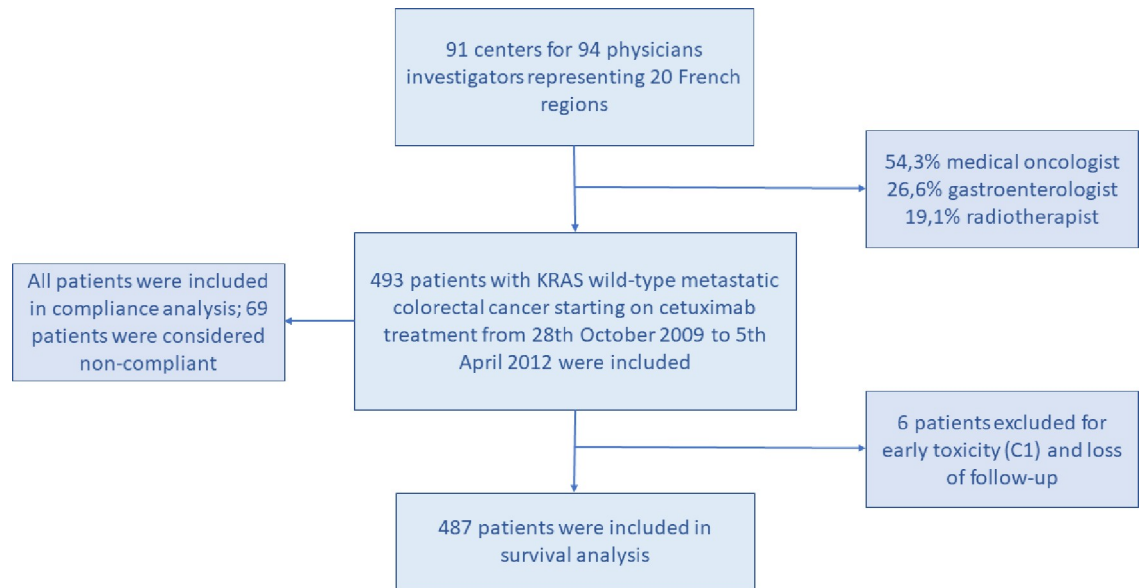 91 centers for 94 physicians
investigators representing 20 French
regions
54,3% medical oncologist
26,6% gastroenterologist
19,1% radiotherapist
All patients were included
in compliance analysis; 69
patients were considered
non-compliant
493 patients with KRAS wild-type metastatic
colorectal cancer starting on cetuximab
treatment from 28th October 2009 to 5th
April 2012 were included
6 patients excluded for
early toxicity (C1) and loss
of follow-up
487 patients were included in
survival analysis